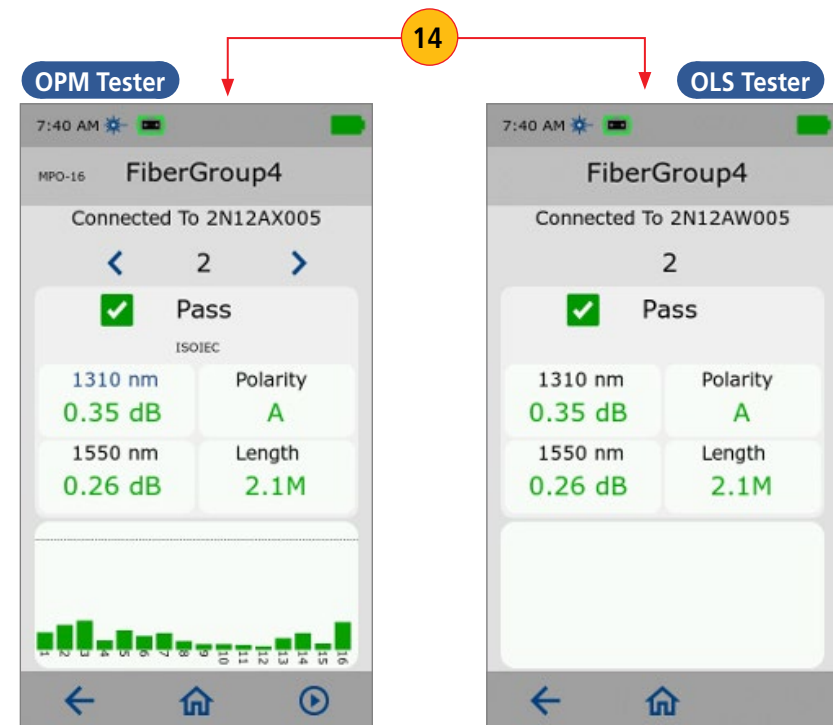 14
OPM Tester
7:40 AM
MPO-16 FiberGroup4
Connected To 2N12AX005
2
Pass
ISOIEC
1310 nm Polarity
0.35 dB A
1550 nm Length
0.26 dB 2.1M
1 2 3 4 5 6 7 8 9 10 11 12 13 14 15 16
OLS Tester
7:40 AM
FiberGroup4
Connected To 2N12AW005
2
Pass
1310 nm Polarity
0.35 dB A
1550 nm Length
0.26 dB 2.1M